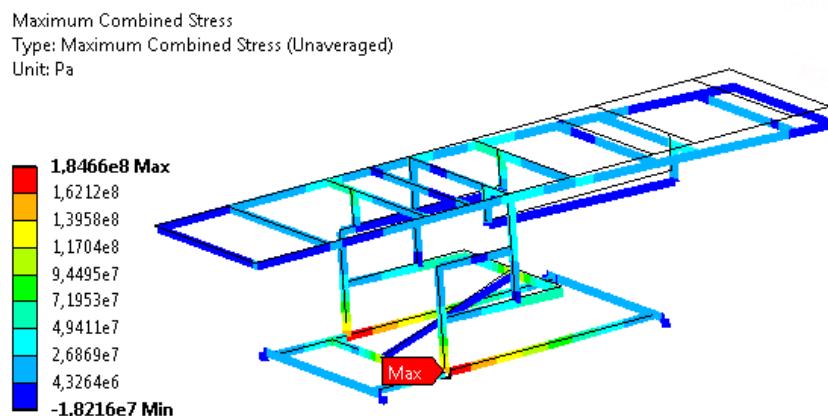 Maximum Combined Stress
Type: Maximum Combined Stress (Unaveraged)
Unit: Pa
1,8466e8 Max
1,6212e8
1,3958e8
1,1704e8
9,4495e7
7,1953e7
4,9411e7
2,6869e7
4,3264e6
-1,8216e7 Min
Max